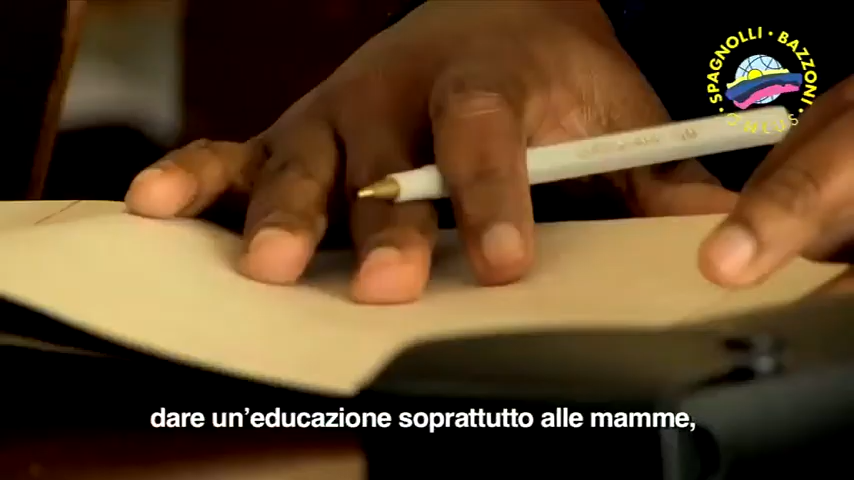 SPAGNOLLI • BAZZONI
ONLUS
dare un'educazione soprattutto alle mamme,